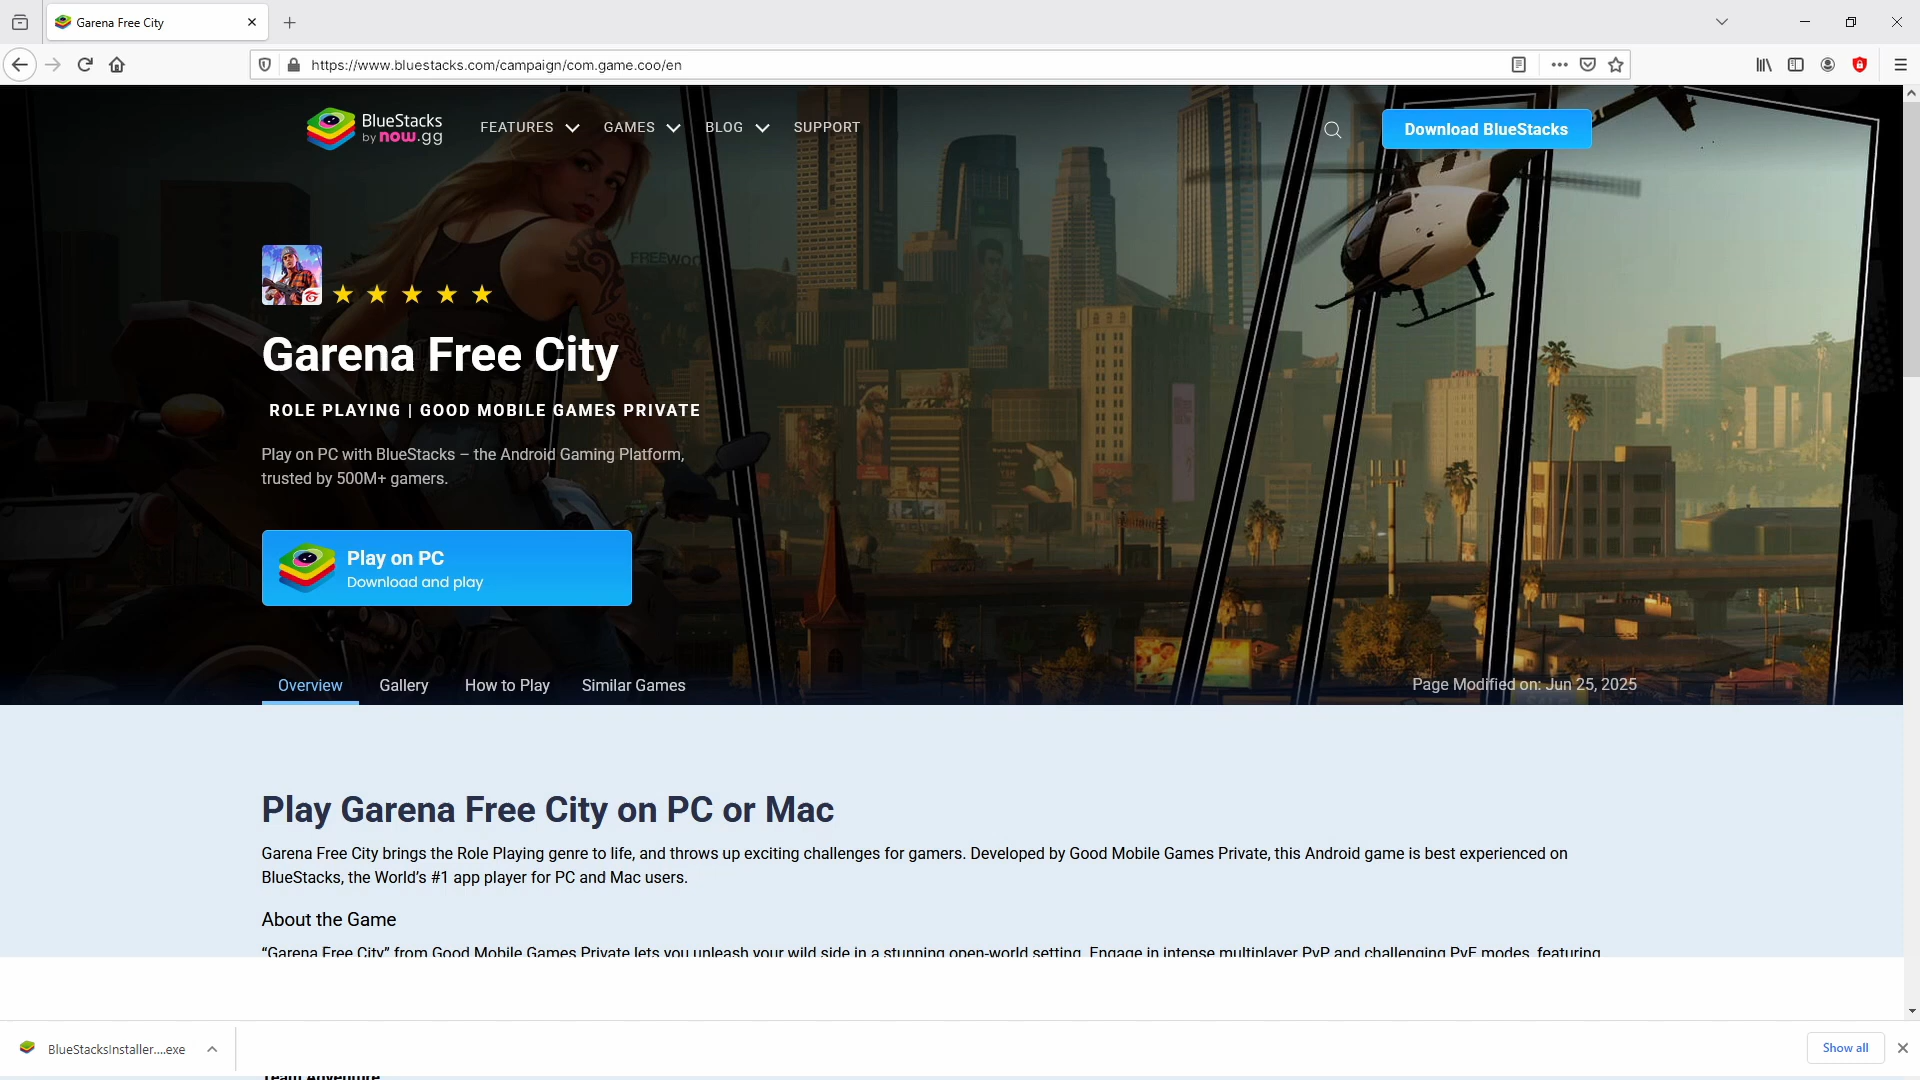 Garena Free City
https://www.bluestacks.com/campaign/com.game.coo/en
BlueStacks
by now.gg
FEATURES
GAMES
BLOG
SUPPORT
Download BlueStacks
Garena Free City
ROLE PLAYING | GOOD MOBILE GAMES PRIVATE
Play on PC with BlueStacks – the Android Gaming Platform,
trusted by 500M+ gamers.
Play on PC
Download and play
Overview
Gallery
How to Play
Similar Games
Page Modified on: Jun 25, 2025
Play Garena Free City on PC or Mac
Garena Free City brings the Role Playing genre to life, and throws up exciting challenges for gamers. Developed by Good Mobile Games Private, this Android game is best experienced on
BlueStacks, the World’s #1 app player for PC and Mac users.
About the Game
“Garena Free City” from Good Mobile Games Private lets you unleash your wild side in a stunning open-world setting. Engage in intense multiplayer PvP and challenging PvE modes, featuring
BlueStacksInstaller....exe
Show all
Team Adventure